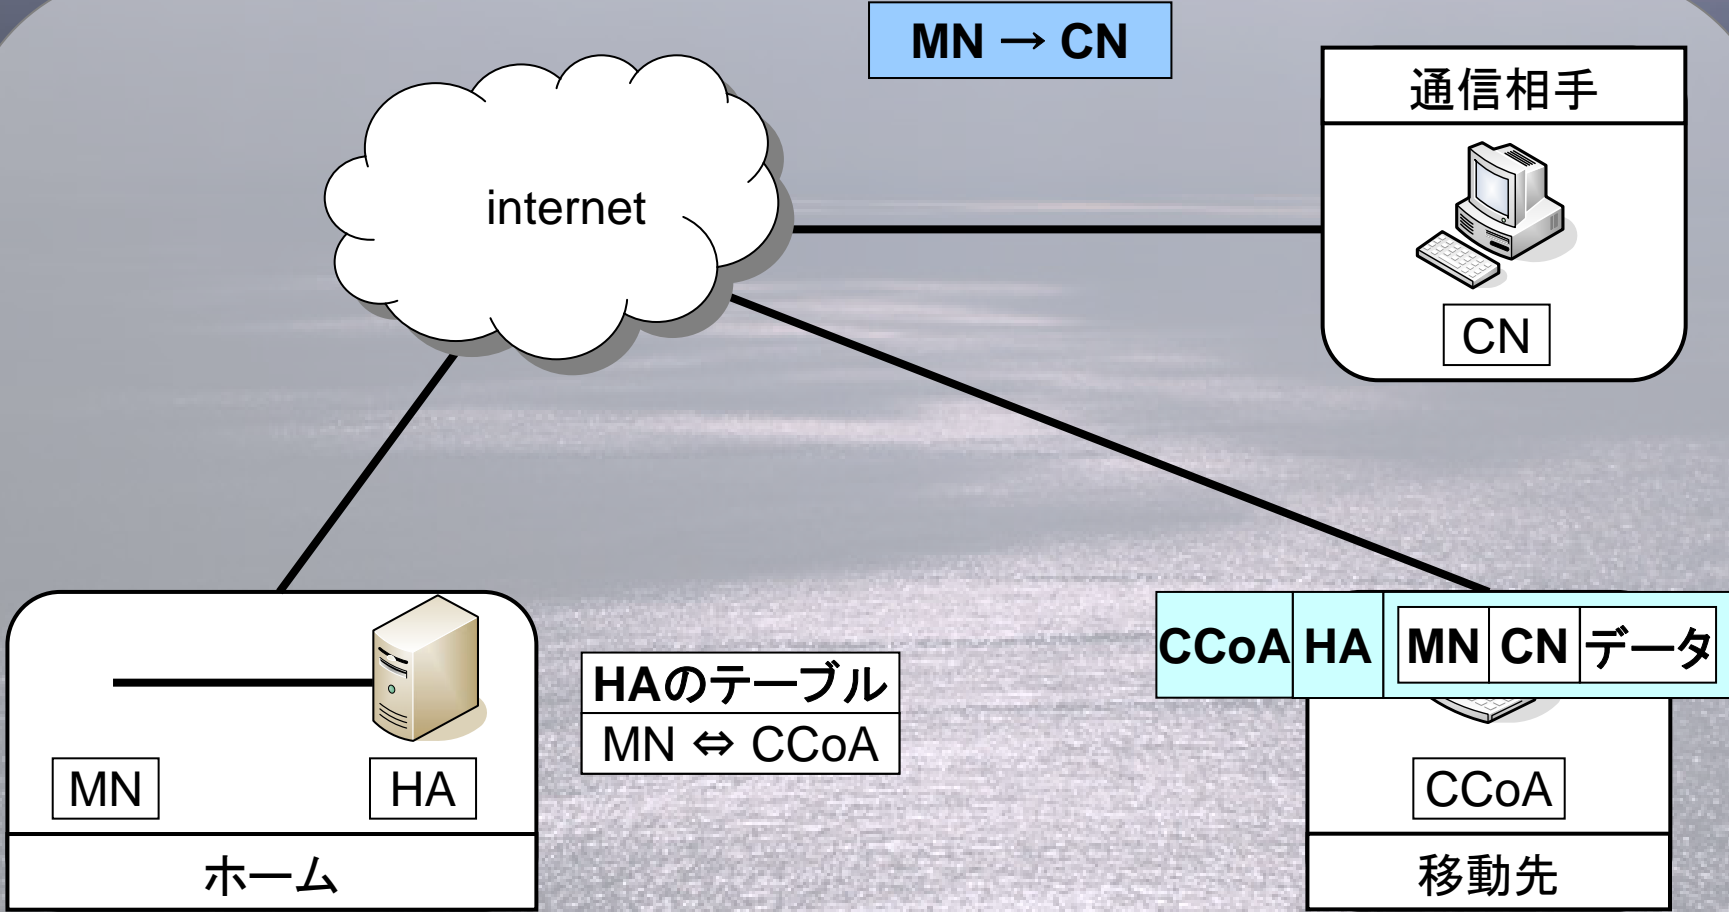 MN → CN
通信相手
internet
CN
CCoA HA MN CN データ
HAのテーブル
MN ⇔ CCoA
MN HA
CCoA
ホーム
移動先